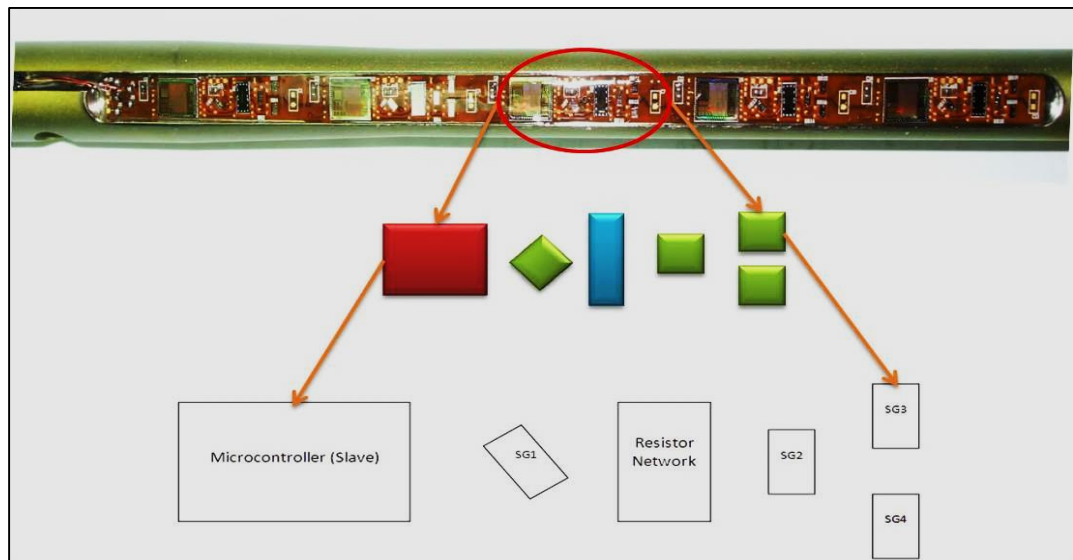 Microcontroller (Slave)
SG1
Resistor
Network
SG2
SG3
SG4